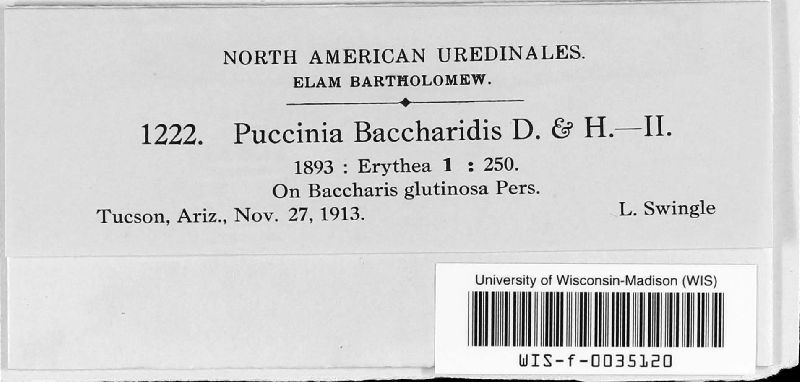 NORTH AMERICAN UREDINALES.
ELAM BARTHOLOMEW.
1222. Puccinia Baccharidis D. & H.—II.
1893 : Erythea 1 : 250.
On Baccharis glutinosa Pers.
Tucson, Ariz., Nov. 27, 1913. L. Swingle
University of Wisconsin-Madison (WIS)
WIS-f-0035120